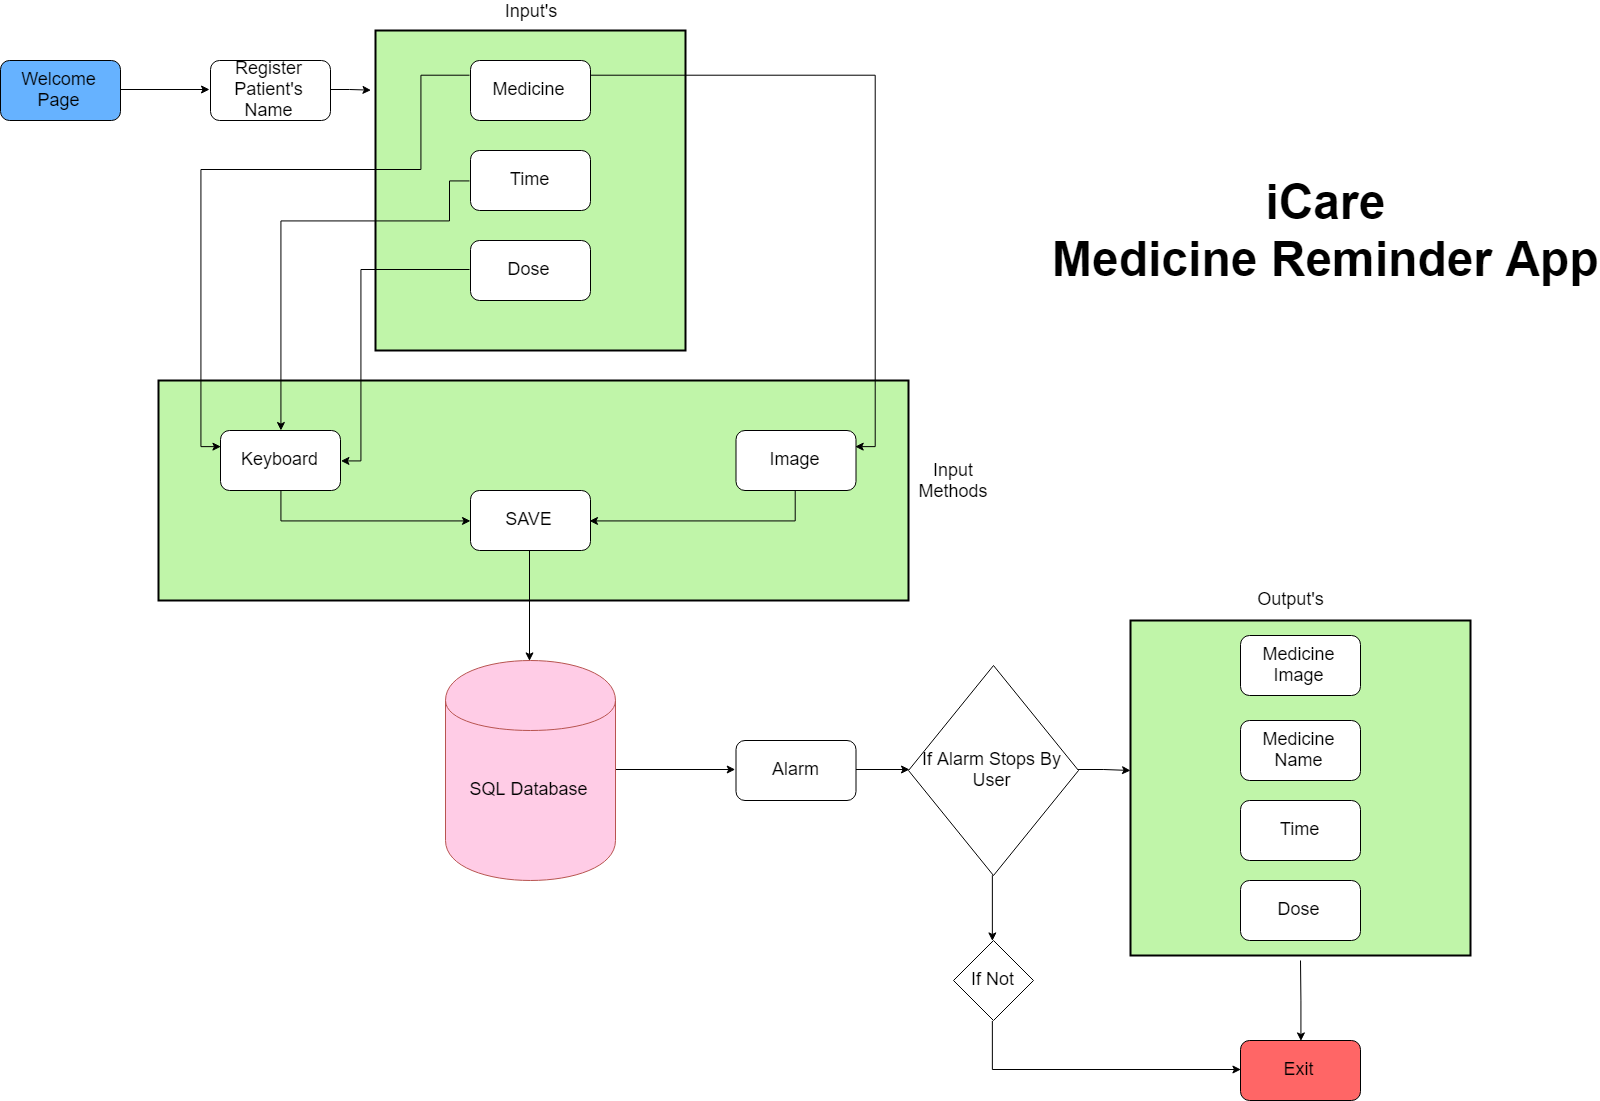 Input's
Welcome
Page
Register
Patient's
Name
Medicine
Time
Dose
iCare
Medicine Reminder App
Keyboard
Image
Input
Methods
SAVE
Output's
Medicine
Image
Medicine
Name
SQL Database
Alarm
If Alarm Stops By
User
Time
Dose
If Not
Exit